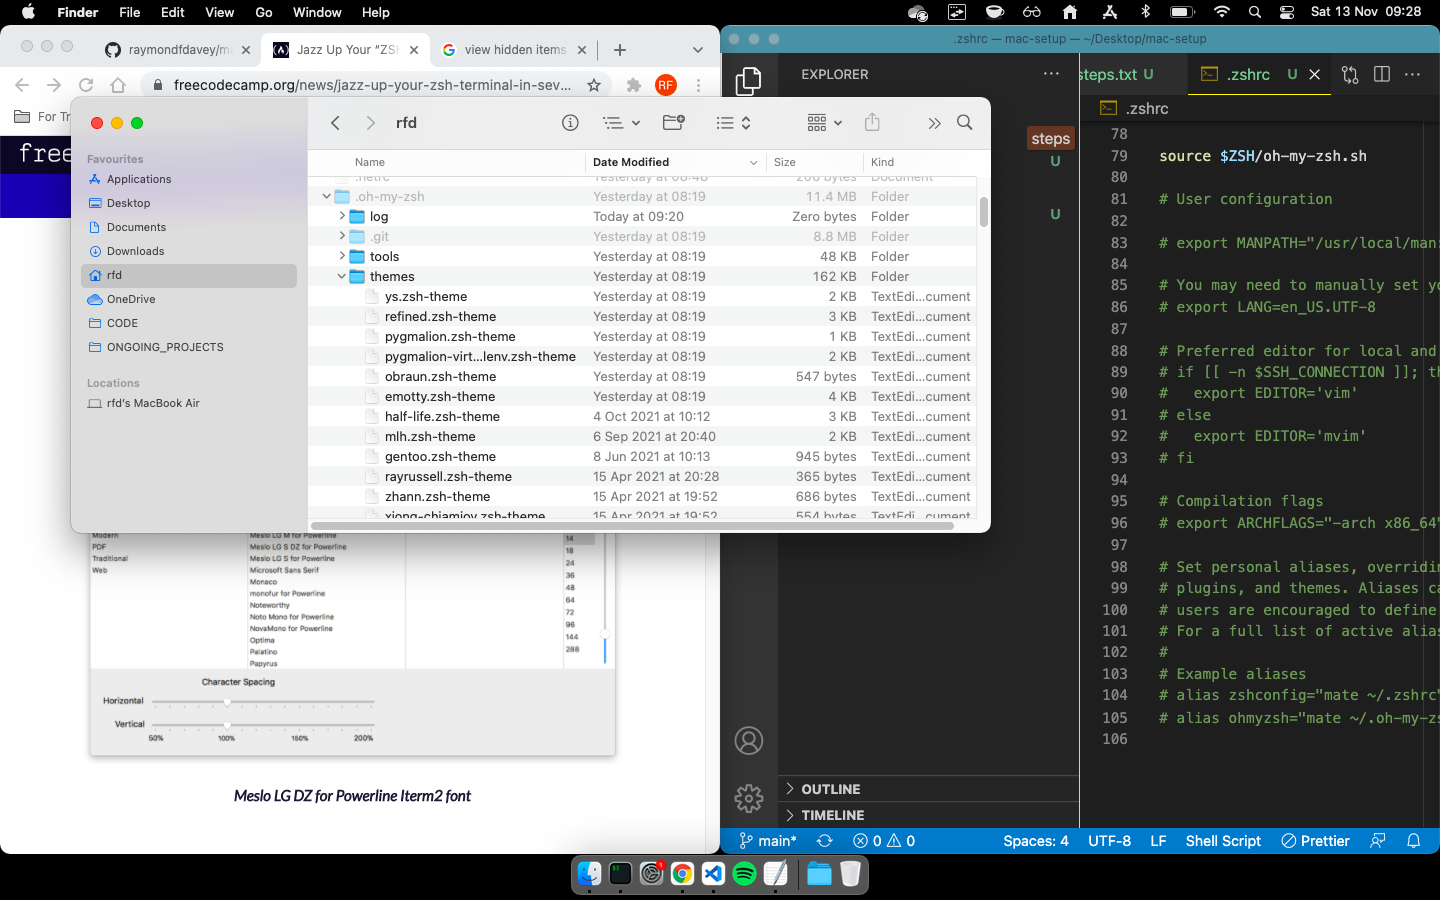 Finder File Edit View Go Window Help Sat 13 Nov 09:28
raymondfdavey/ma Jazz Up Your “ZSH view hidden items
freecodecamp.org/news/jazz-up-your-zsh-terminal-in-sev... RF
For Tr
free
rfd
Favourites
Applications
Desktop
Documents
Downloads
rfd
OneDrive
CODE
ONGOING_PROJECTS
Locations
rfd's MacBook Air
Name Date Modified Size Kind
.netrc Yesterday at 08:48 206 bytes Document
.oh-my-zsh Yesterday at 08:19 11.4 MB Folder
log Today at 09:20 Zero bytes Folder
.git Yesterday at 08:19 8.8 MB Folder
tools Yesterday at 08:19 48 KB Folder
themes Yesterday at 08:19 162 KB Folder
ys.zsh-theme Yesterday at 08:19 2 KB TextEdi...cument
refined.zsh-theme Yesterday at 08:19 3 KB TextEdi...cument
pygmalion.zsh-theme Yesterday at 08:19 1 KB TextEdi...cument
pygmalion-virt...lenv.zsh-theme Yesterday at 08:19 2 KB TextEdi...cument
obraun.zsh-theme Yesterday at 08:19 547 bytes TextEdi...cument
emotty.zsh-theme Yesterday at 08:19 4 KB TextEdi...cument
half-life.zsh-theme 4 Oct 2021 at 10:12 3 KB TextEdi...cument
mlh.zsh-theme 6 Sep 2021 at 20:40 2 KB TextEdi...cument
gentoo.zsh-theme 8 Jun 2021 at 10:13 945 bytes TextEdi...cument
rayrussell.zsh-theme 15 Apr 2021 at 20:28 365 bytes TextEdi...cument
zhann.zsh-theme 15 Apr 2021 at 19:52 686 bytes TextEdi...cument
xiong-chiamiov.zsh-theme 15 Apr 2021 at 19:52 554 bytes TextEdi...cument
Modern Meslo LG M for Powerline 14
PDF Meslo LG S DZ for Powerline 18
Traditional Meslo LG S for Powerline 24
Web Microsoft Sans Serif 36
Monaco 48
monofur for Powerline 64
Noteworthy 72
Noto Mono for Powerline 96
NovaMono for Powerline 144
Optima 288
Palatino
Papyrus
Character Spacing
Horizontal
Vertical
50% 100% 150% 200%
Meslo LG DZ for Powerline Iterm2 font
.zshrc — mac-setup — ~/Desktop/mac-setup
EXPLORER
steps
U
U
OUTLINE
TIMELINE
steps.txt U .zshrc U
.zshrc
78
79 source $ZSH/oh-my-zsh.sh
80
81 # User configuration
82
83 # export MANPATH="/usr/local/man:
84
85 # You may need to manually set yo
86 # export LANG=en_US.UTF-8
87
88 # Preferred editor for local and
89 # if [[ -n $SSH_CONNECTION ]]; th
90 #   export EDITOR='vim'
91 # else
92 #   export EDITOR='mvim'
93 # fi
94
95 # Compilation flags
96 # export ARCHFLAGS="-arch x86_64"
97
98 # Set personal aliases, overridin
99 # plugins, and themes. Aliases ca
100 # users are encouraged to define
101 # For a full list of active alias
102 #
103 # Example aliases
104 # alias zshconfig="mate ~/.zshrc"
105 # alias ohmyzsh="mate ~/.oh-my-zs
106
main* 0 0 Spaces: 4 UTF-8 LF Shell Script Prettier
1